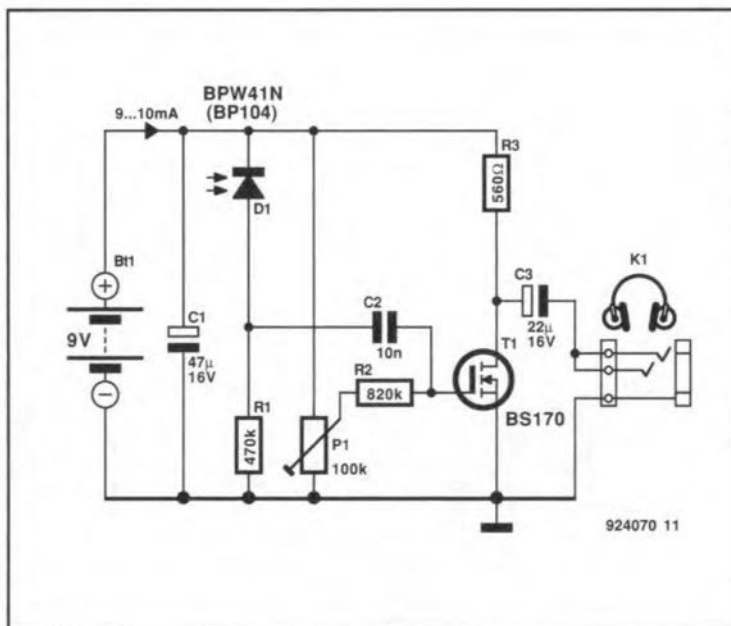 BPW41N
(BP104)
9...10mA
R3
560Ω
D1
K1
Bt1
C3
C1
C2
T1
9V
47µ
16V
10n
22µ
16V
R2
820k
R1
470k
P1
100k
BS170
924070 11